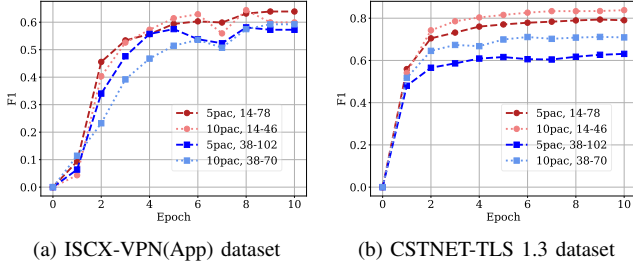 0.6
0.5
0.4
0.3
0.2
0.1
0.0
F1
0 2 4 6 8 10
Epoch
5pac, 14-78
10pac, 14-46
5pac, 38-102
10pac, 38-70
(a) ISCX-VPN(App) dataset
0.8
0.6
0.4
0.2
0.0
F1
0 2 4 6 8 10
Epoch
5pac, 14-78
10pac, 14-46
5pac, 38-102
10pac, 38-70
(b) CSTNET-TLS 1.3 dataset